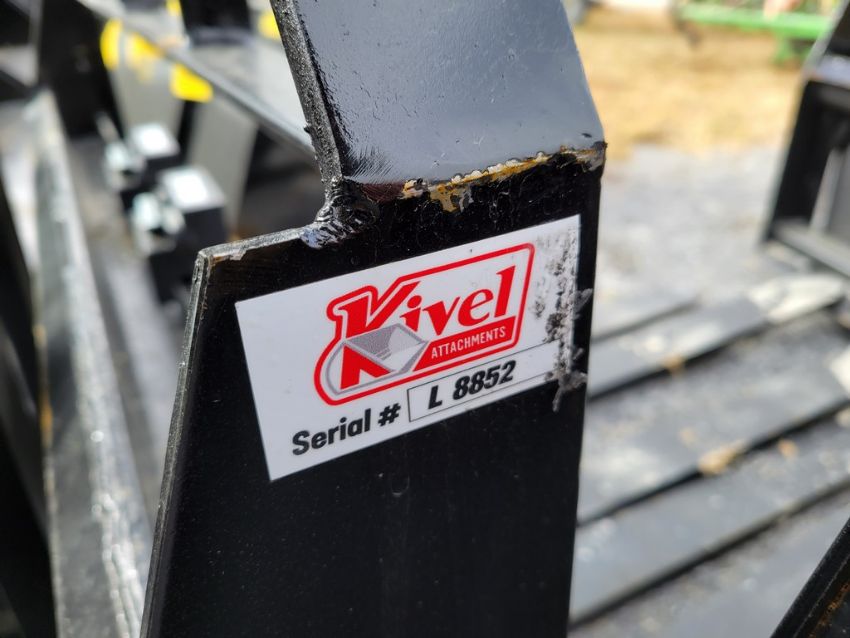 Kivel
ATTACHMENTS
Serial # L 8852